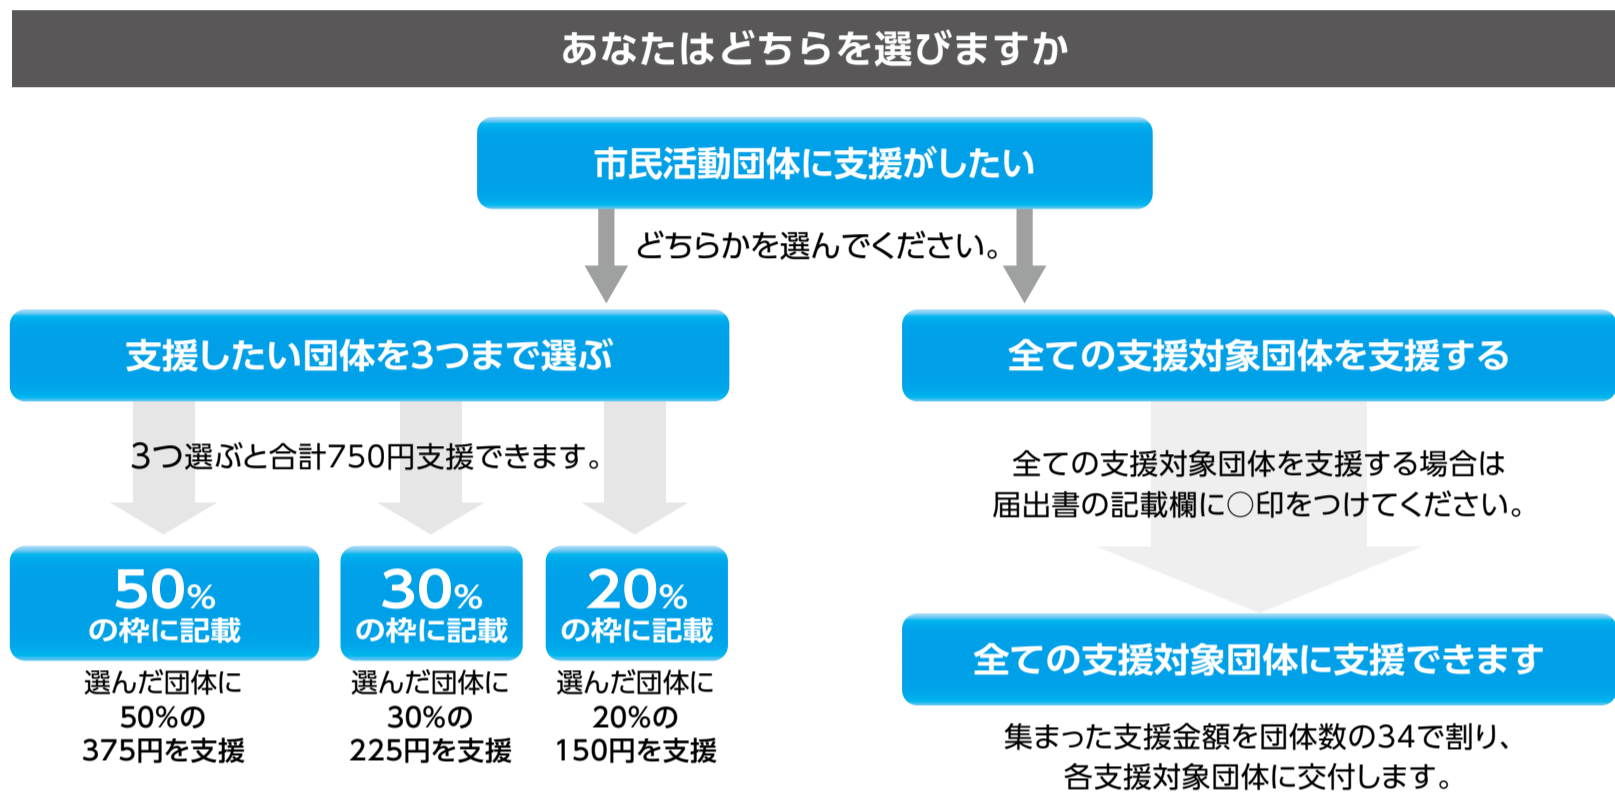 あなたはどちらを選びますか
市民活動団体に支援がしたい
どちらかを選んでください。
支援したい団体を3つまで選ぶ
3つ選ぶと合計750円支援できます。
50%
の枠に記載
選んだ団体に
50%の
375円を支援
30%
の枠に記載
選んだ団体に
30%の
225円を支援
20%
の枠に記載
選んだ団体に
20%の
150円を支援
全ての支援対象団体を支援する
全ての支援対象団体を支援する場合は
届出書の記載欄に○印をつけてください。
全ての支援対象団体に支援できます
集まった支援金額を団体数の34で割り、
各支援対象団体に交付します。